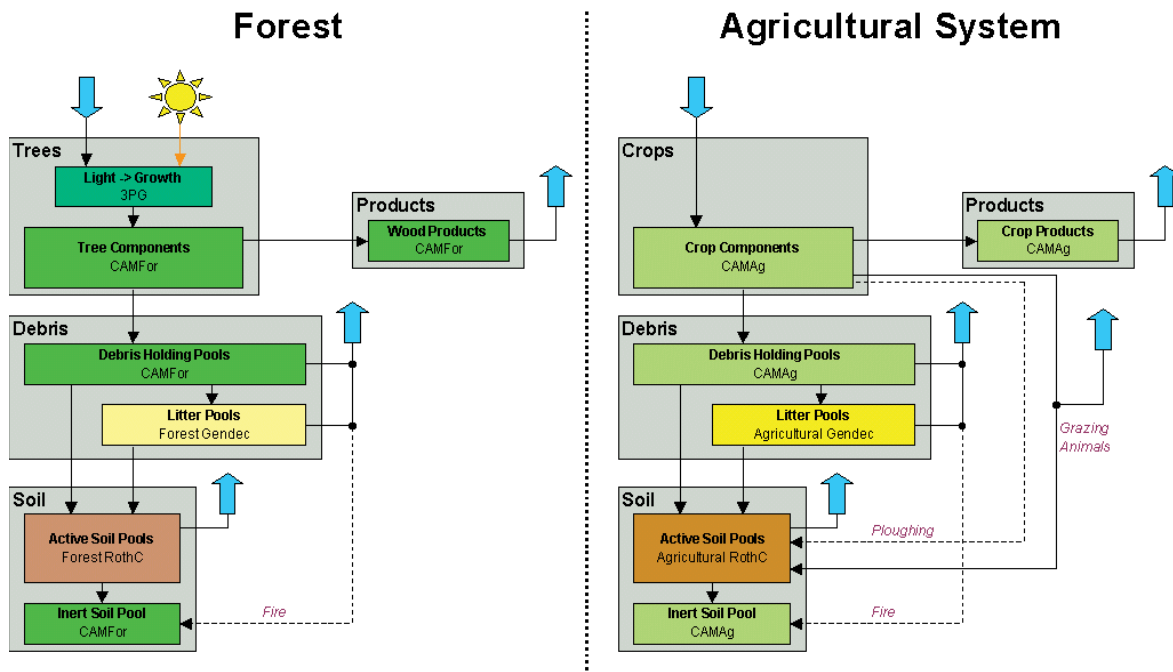 Forest
Trees
Light -> Growth
3PG
Tree Components
CAMFor
Products
Wood Products
CAMFor
Debris
Debris Holding Pools
CAMFor
Litter Pools
Forest Gendec
Soil
Active Soil Pools
Forest RothC
Inert Soil Pool
CAMFor
Fire
Agricultural System
Crops
Crop Components
CAMAg
Products
Crop Products
CAMAg
Debris
Debris Holding Pools
CAMAg
Litter Pools
Agricultural Gendec
Grazing
Animals
Soil
Active Soil Pools
Agricultural RothC
Ploughing
Inert Soil Pool
CAMAg
Fire